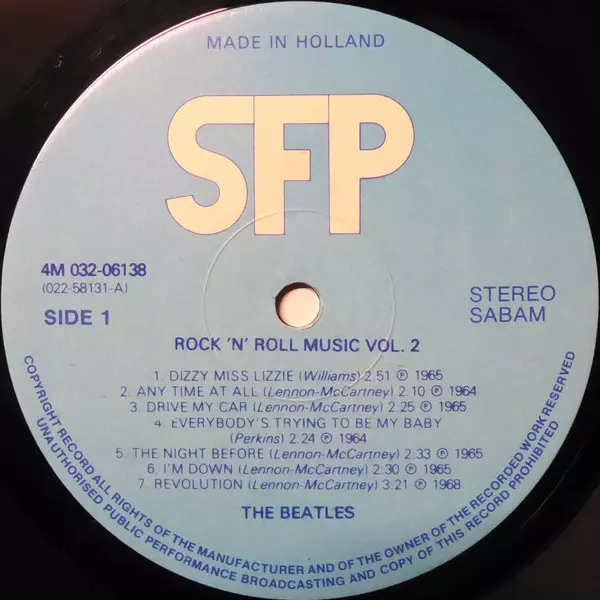 MADE IN HOLLAND
SFP
4M 032-06138
(022-58131-A)
SIDE 1
STEREO
SABAM
ROCK 'N' ROLL MUSIC VOL. 2
1. DIZZY MISS LIZZIE (Williams) 2.51 Ⓟ 1965
2. ANY TIME AT ALL (Lennon-McCartney) 2.10 Ⓟ 1964
3. DRIVE MY CAR (Lennon-McCartney) 2:25 Ⓟ 1965
4. EVERYBODY'S TRYING TO BE MY BABY
(Perkins) 2:24 Ⓟ 1964
5. THE NIGHT BEFORE (Lennon-McCartney) 2:33 Ⓟ 1965
6. I'M DOWN (Lennon-McCartney) 2.30 Ⓟ 1965
7. REVOLUTION (Lennon-McCartney) 3.21 Ⓟ 1968
THE BEATLES
COPYRIGHT RECORD ALL RIGHTS OF THE MANUFACTURER AND OF THE OWNER OF THE RECORDED WORK RESERVED
UNAUTHORISED PUBLIC PERFORMANCE BROADCASTING AND COPY OF THIS RECORD PROHIBITED